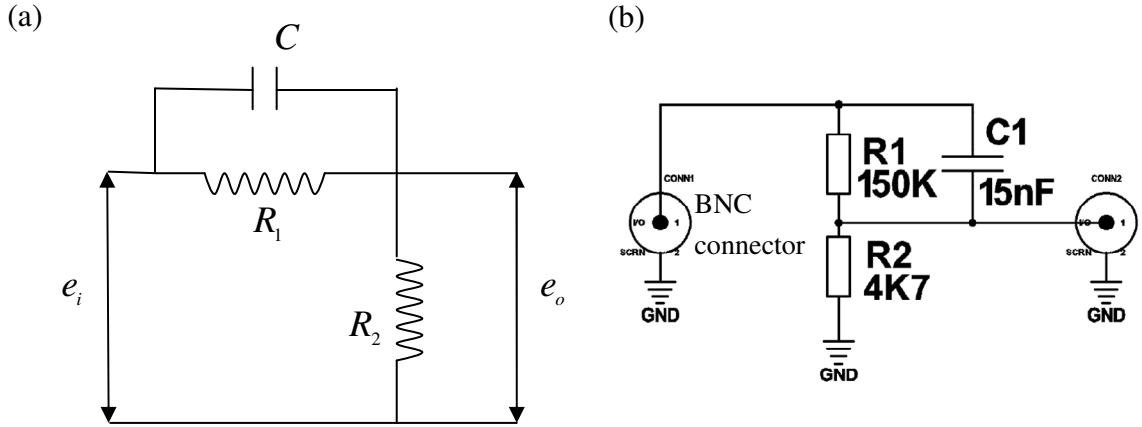 (a)
C
R₁
eᵢ
R₂
eₒ
(b)
C1
15nF
R1
150K
CONN1
BNC
connector
I/O
1
SCRN
2
GND
R2
4K7
GND
CONN2
I/O
1
SCRN
2
GND